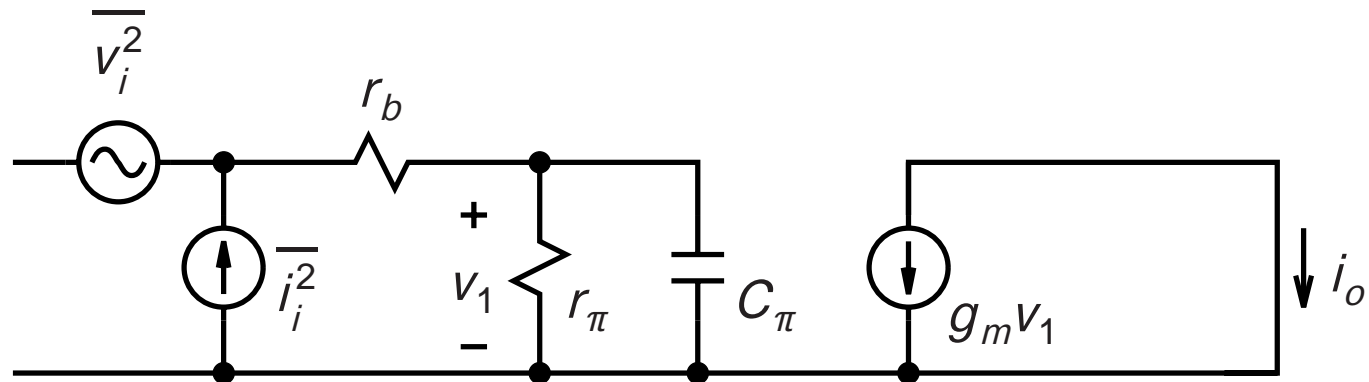 v_i^2
r_b
i_i^2
+
v_1
−
r_π
C_π
g_m v_1
i_o